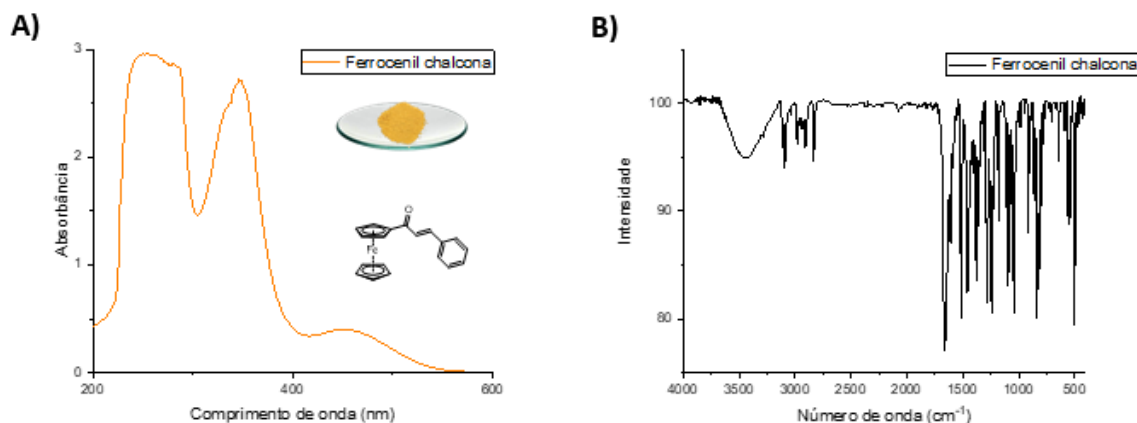 A)
3
2
1
0
Absorbância
Ferrocenil chalcona
O
Fe
200
400
600
Comprimento de onda (nm)
B)
100
90
80
Intensidade
Ferrocenil chalcona
4000
3500
3000
2500
2000
1500
1000
500
Número de onda (cm⁻¹)